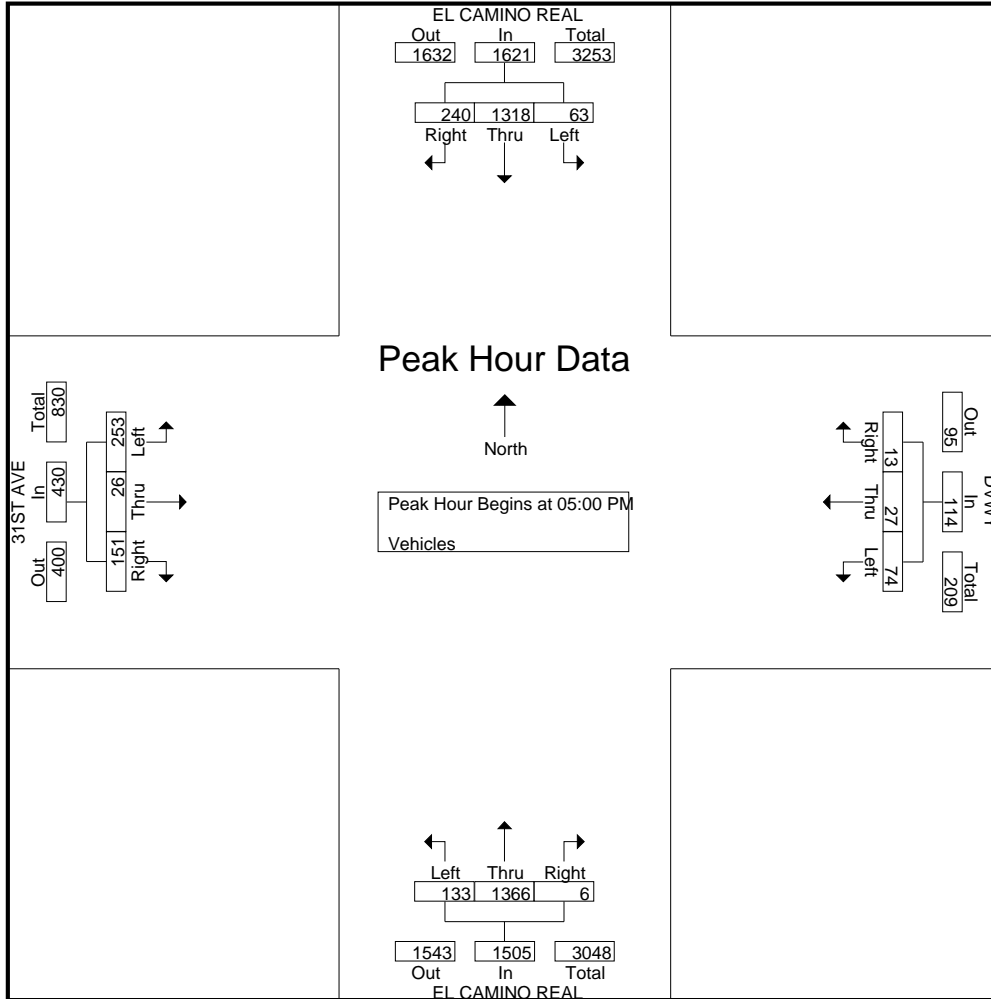 EL CAMINO REAL
Out In Total
1632 1621 3253
240 1318 63
Right Thru Left
Peak Hour Data
North
Peak Hour Begins at 05:00 PM
Vehicles
31ST AVE
Out In Total
400 430 830
Right Thru Left
151 26 253
Out In Total
95 114 209
Right Thru Left
13 27 74
Left Thru Right
133 1366 6
1543 1505 3048
Out In Total
EL CAMINO REAL